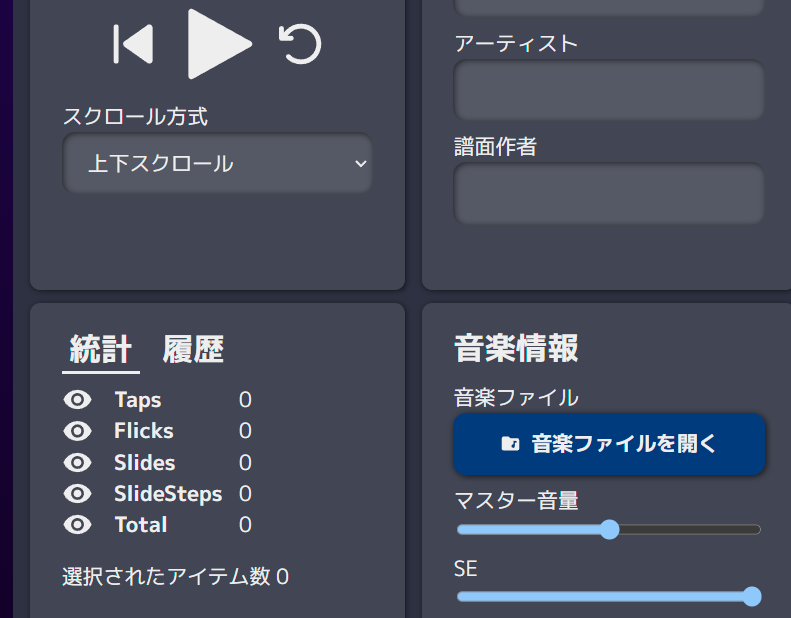 スクロール方式
上下スクロール
アーティスト
譜面作者
統計 履歴
Taps 0
Flicks 0
Slides 0
SlideSteps 0
Total 0
選択されたアイテム数 0
音楽情報
音楽ファイル
音楽ファイルを開く
マスター音量
SE